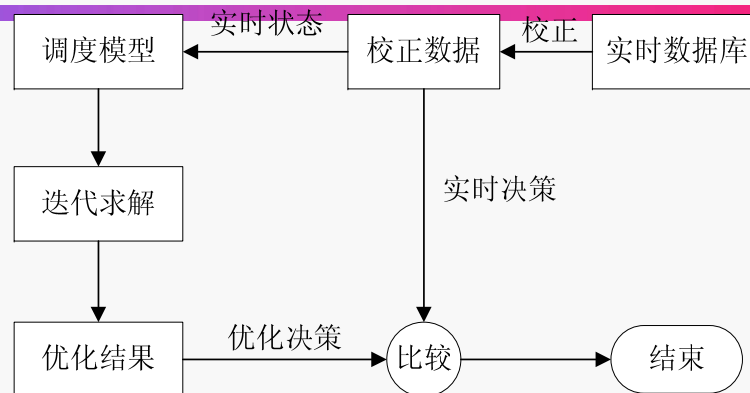 实时状态
校正
调度模型
校正数据
实时数据库
迭代求解
实时决策
优化决策
优化结果
比较
结束